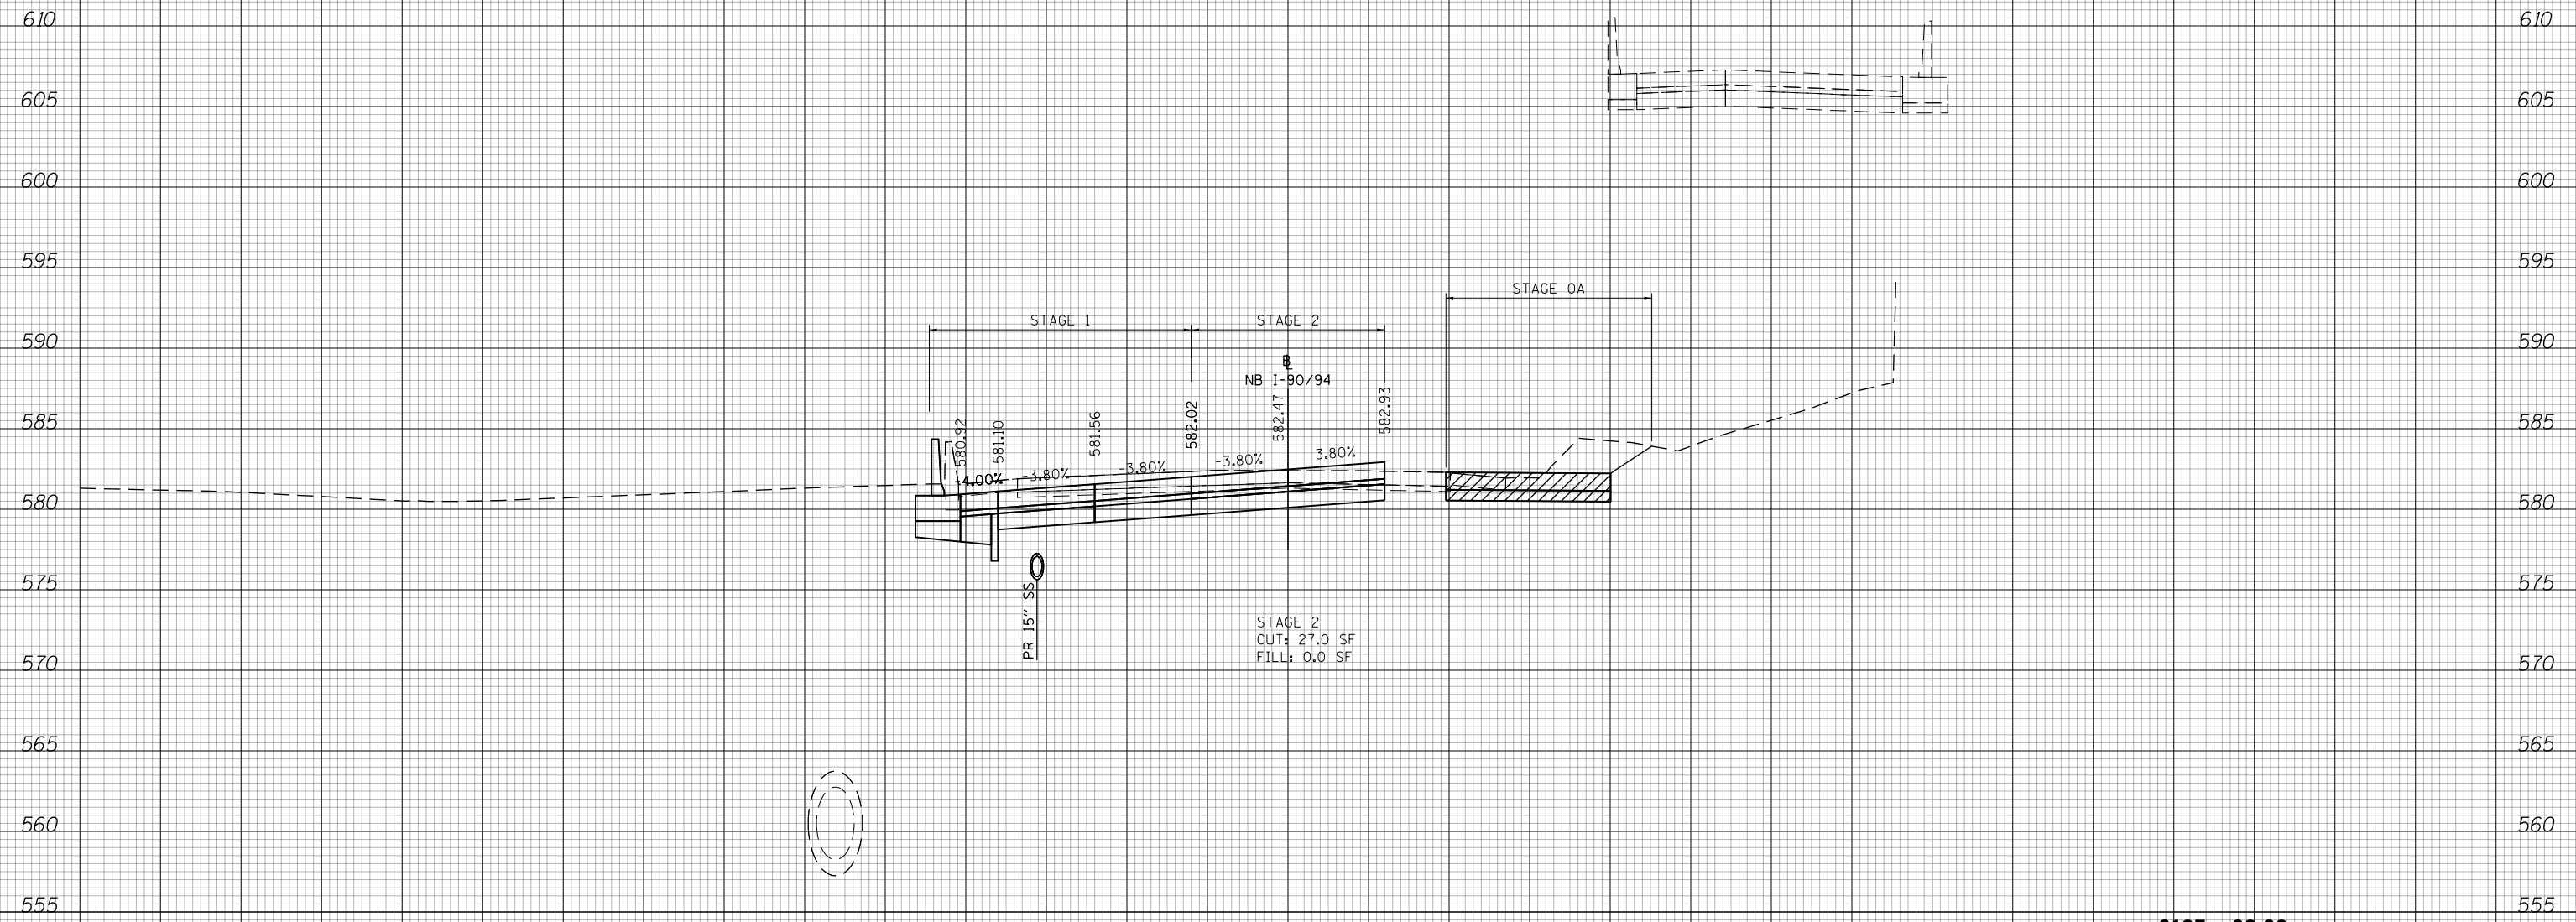 610 610
605 605
600 600
595 595
STAGE 0A
590 590
STAGE 1 STAGE 2
NB I-90/94
585 585
580.92 581.10 581.56 582.02 582.47 582.93
-4.00% -3.80% -3.80% -3.80% 3.80%
580 580
575 575
PR 15" SS
STAGE 2
CUT: 27.0 SF
FILL: 0.0 SF
570 570
565 565
560 560
555 555